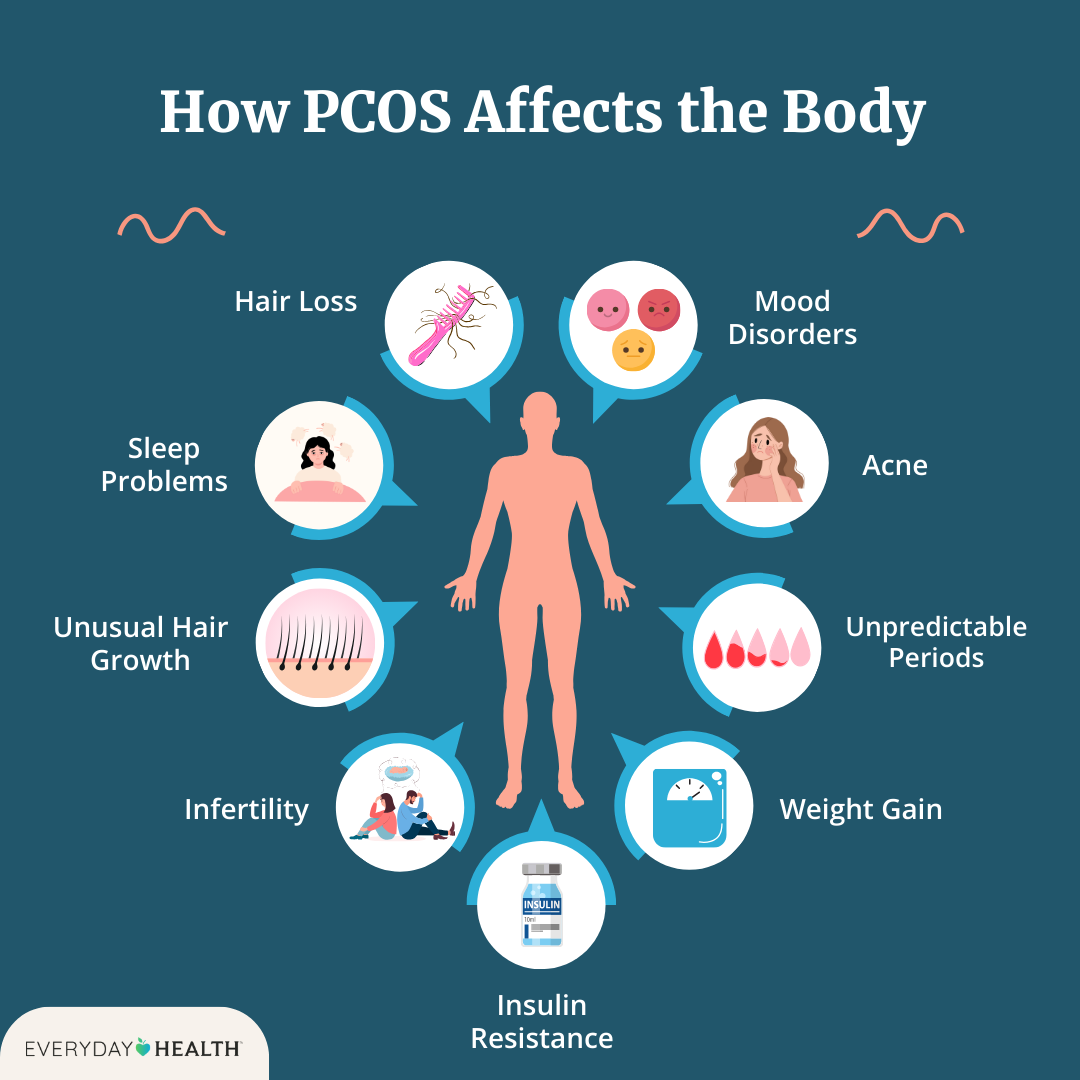 How PCOS Affects the Body
Hair Loss
Mood
Disorders
Sleep
Problems
Acne
Unusual Hair
Growth
Unpredictable
Periods
Infertility
Weight Gain
INSULIN
10ml
Insulin
Resistance
EVERYDAY HEALTH